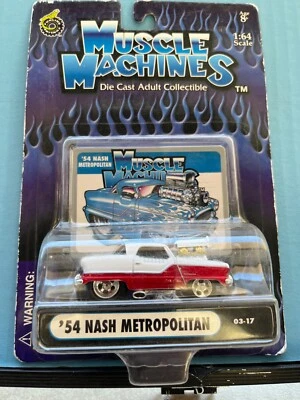 MUSCLE
MACHINES
Die Cast Adult Collectible
TM
Age
8+
1:64
Scale
'54 NASH
METROPOLITAN
MUSCLE
MACHIN
⚠WARNING:
'54 NASH METROPOLITAN
03-17